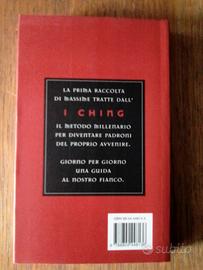 LA PRIMA RACCOLTA
DI MASSIME TRATTE DALL'
I CHING
IL METODO MILLENARIO
PER DIVENTARE PADRONI
DEL PROPRIO AVVENIRE.
GIORNO PER GIORNO
UNA GUIDA
AL NOSTRO FIANCO.
subito